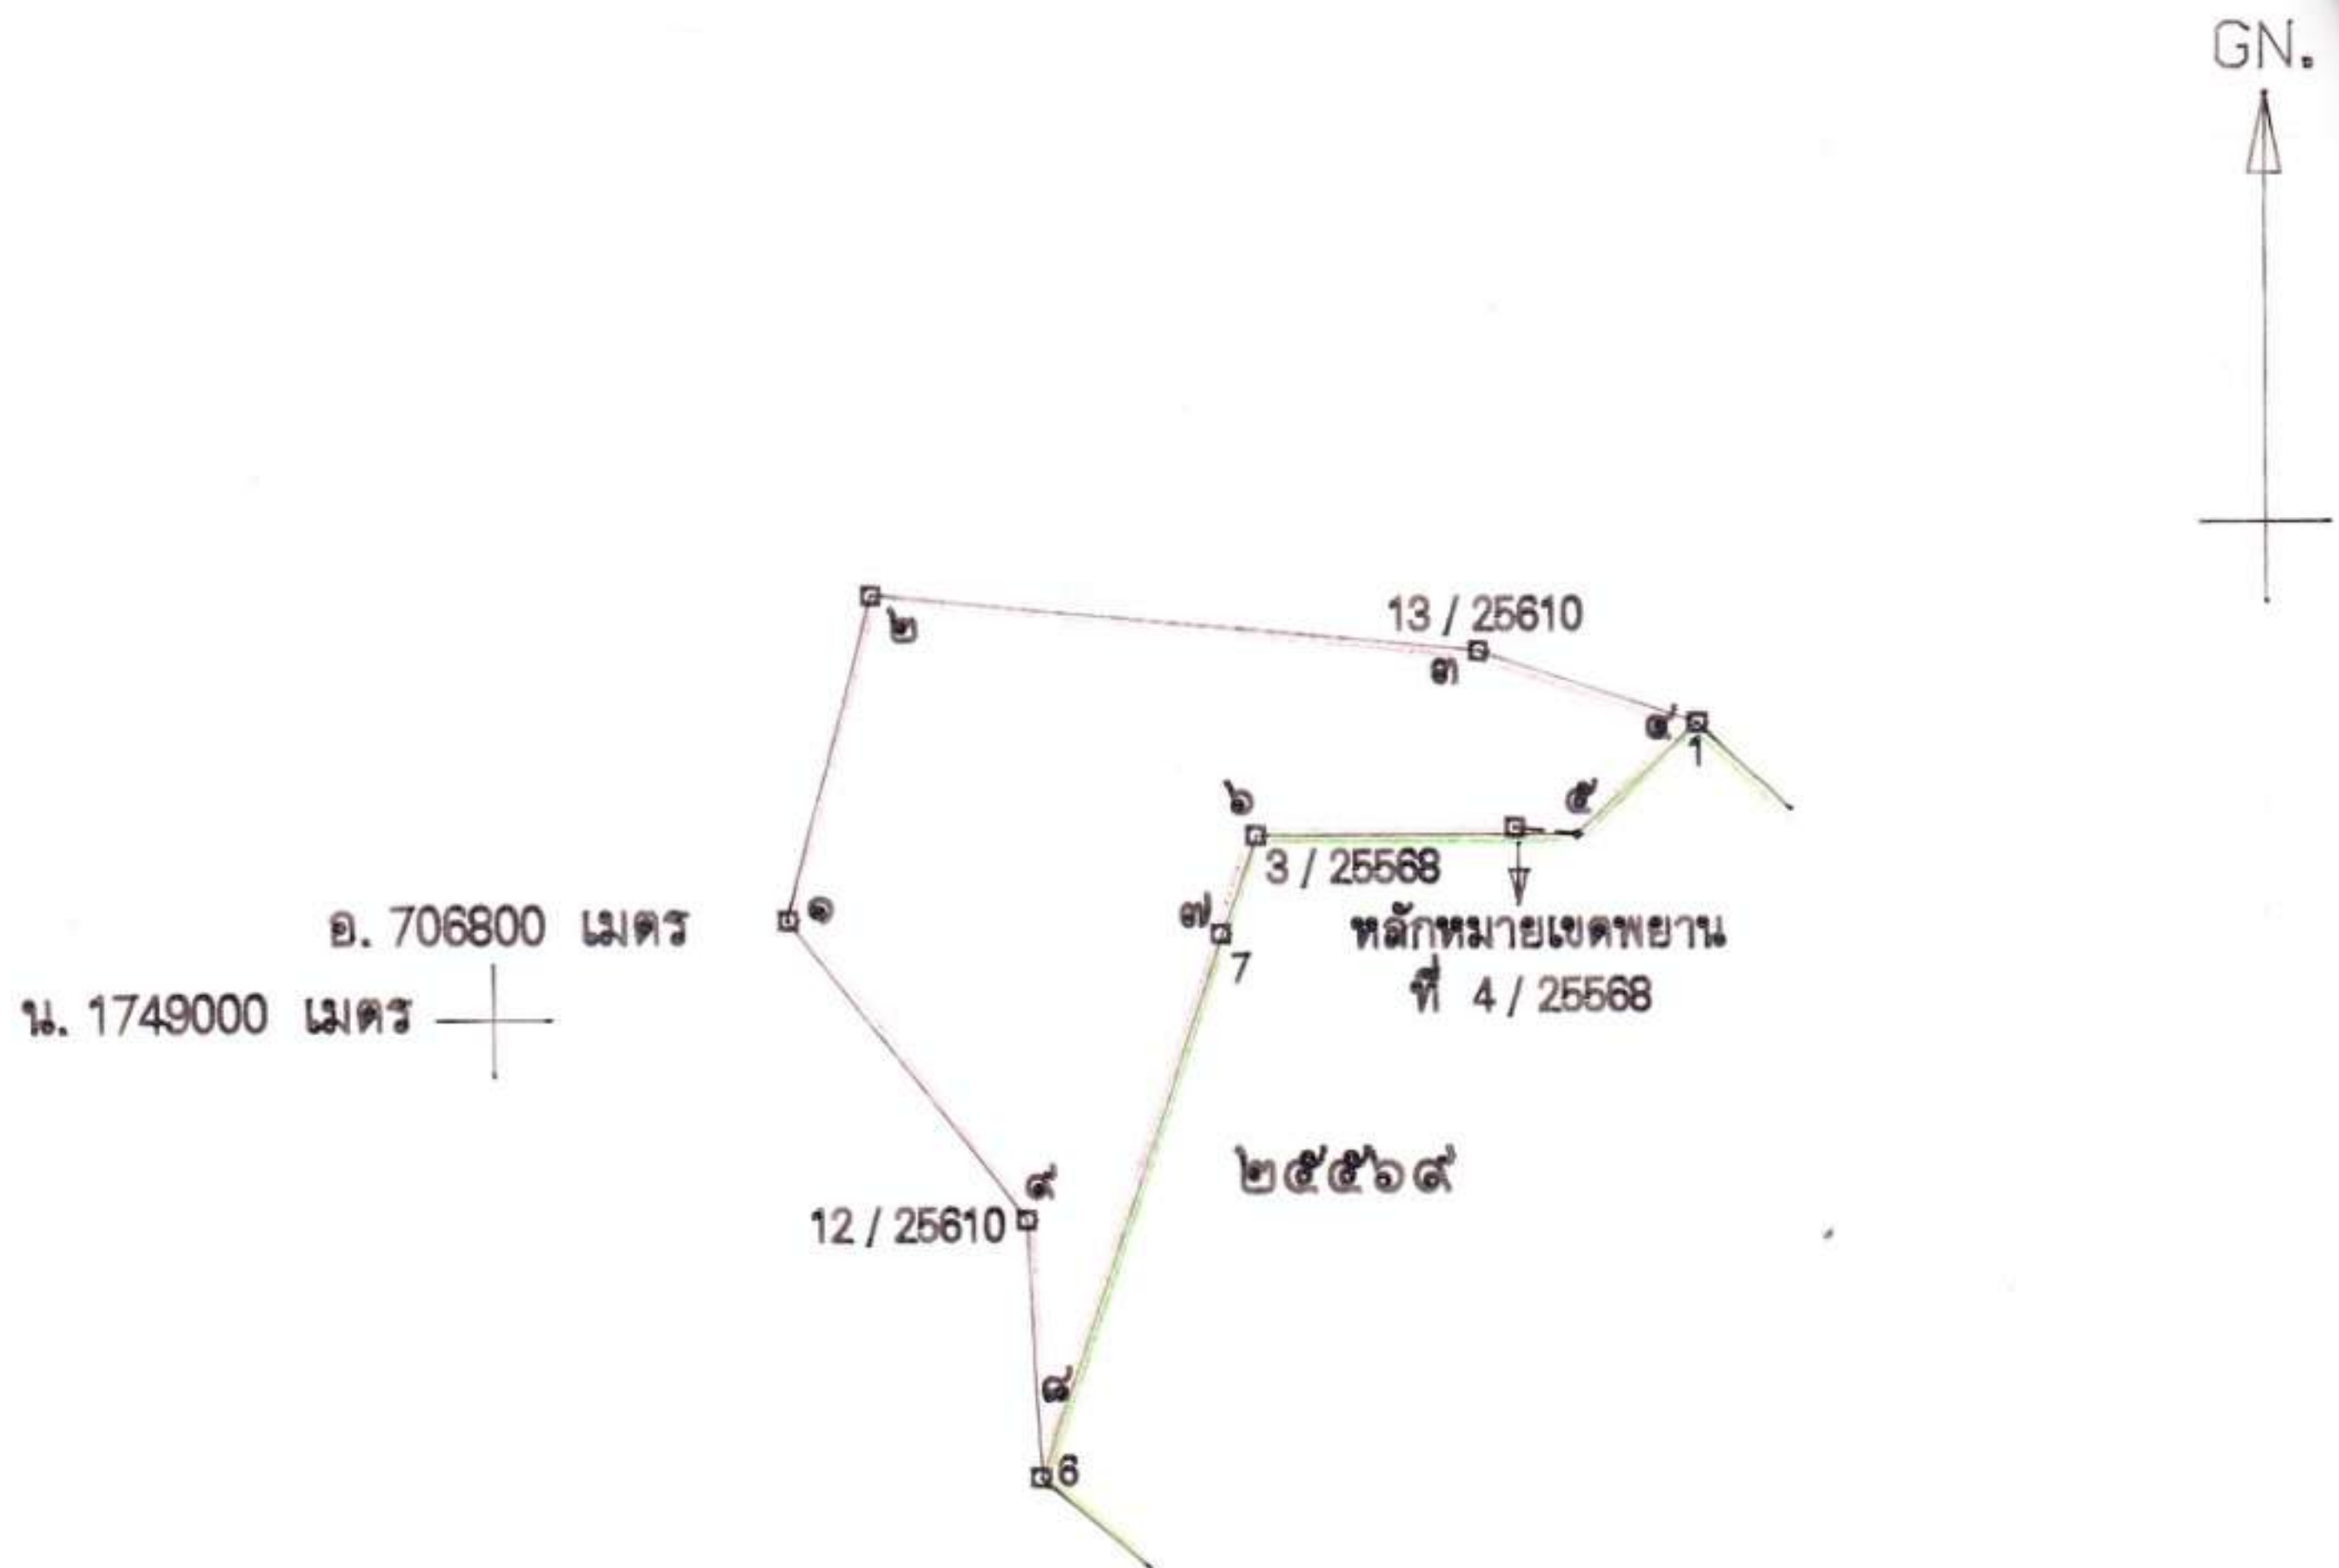 GN.
๒
13 / 25610
๓
๔
1
๖
๕
3 / 25568
อ. 706800 เมตร
๑
๗
7
หลักหมายเขตพยาน
ที่ 4 / 25568
น. 1749000 เมตร
๒๕๕๖๙
๙
12 / 25610
๘
6